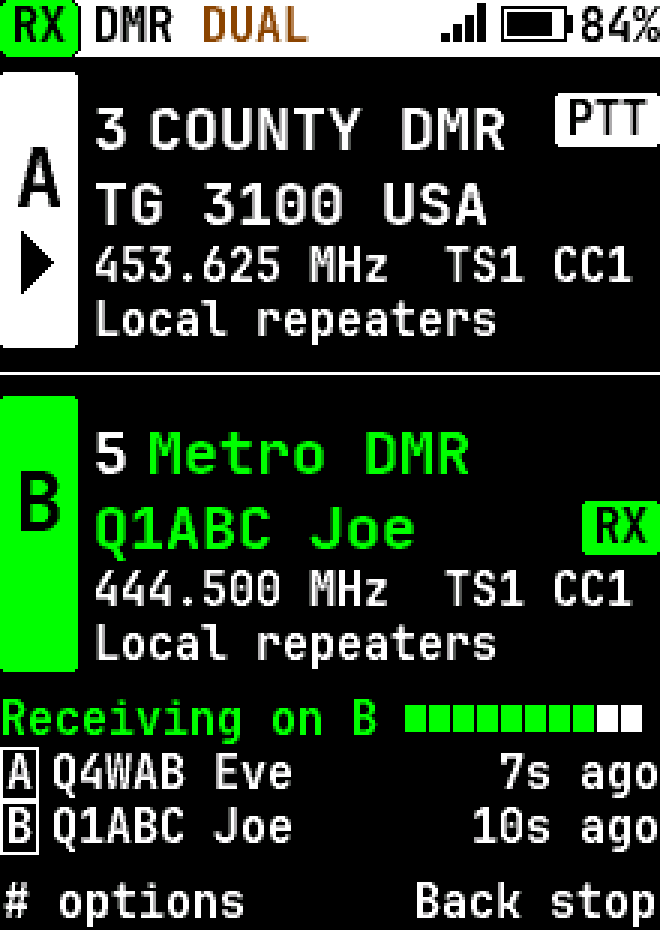 RX DMR DUAL 84%
A
3 COUNTY DMR PTT
TG 3100 USA
453.625 MHz TS1 CC1
Local repeaters
B
5 Metro DMR
Q1ABC Joe RX
444.500 MHz TS1 CC1
Local repeaters
Receiving on B
A Q4WAB Eve 7s ago
B Q1ABC Joe 10s ago
# options Back stop